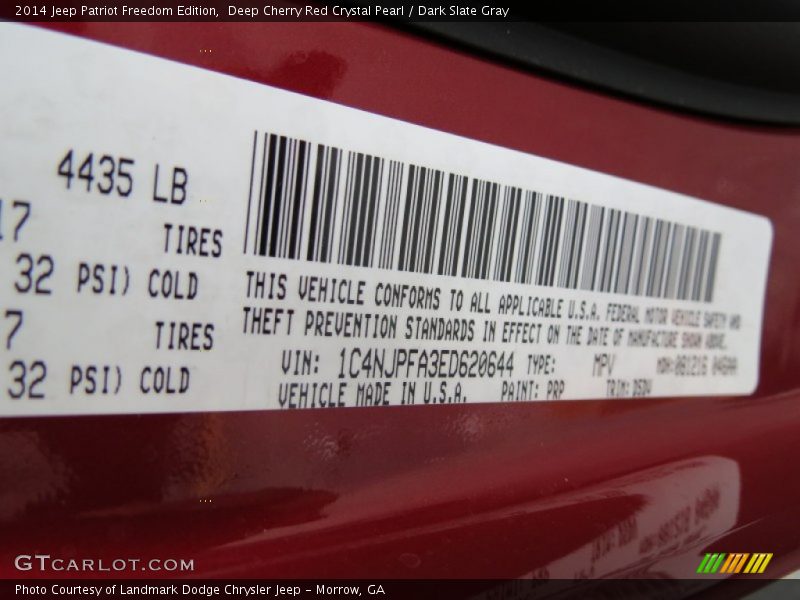 2014 Jeep Patriot Freedom Edition,  Deep Cherry Red Crystal Pearl / Dark Slate Gray
4435 LB
17 TIRES
32 PSI) COLD
7 TIRES
32 PSI) COLD
THIS VEHICLE CONFORMS TO ALL APPLICABLE U.S.A. FEDERAL MOTOR VEHICLE SAFETY AND
THEFT PREVENTION STANDARDS IN EFFECT ON THE DATE OF MANUFACTURE SHOWN ABOVE.
VIN: 1C4NJPFA3ED620644 TYPE: MPV MDH:081216
VEHICLE MADE IN U.S.A. PAINT: PRP TRIM:
GTCARLOT.COM
Photo Courtesy of Landmark Dodge Chrysler Jeep - Morrow, GA